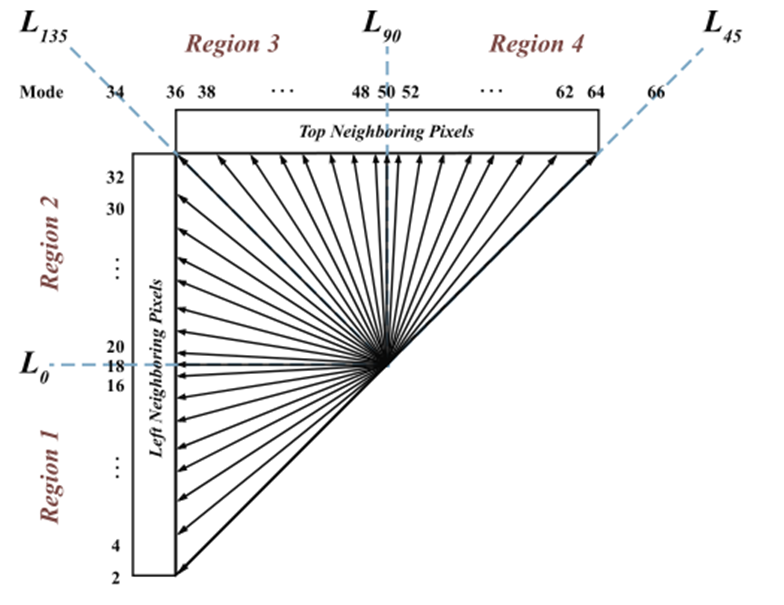 L135 L90 L45
Region 3 Region 4
Mode 34 36 38 ··· 48 50 52 ··· 62 64 66
Top Neighboring Pixels
32
30
Region 2
⋮
Left Neighboring Pixels
20
L0 18
16
Region 1
⋮
4
2